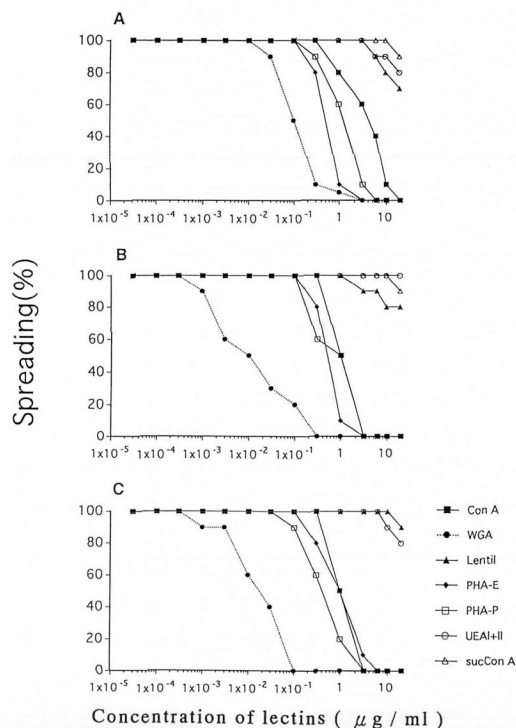 A
100
80
60
40
20
0
1x10⁻⁵ 1x10⁻⁴ 1x10⁻³ 1x10⁻² 1x10⁻¹ 1 10
B
100
80
60
40
20
0
1x10⁻⁵ 1x10⁻⁴ 1x10⁻³ 1x10⁻² 1x10⁻¹ 1 10
C
100
80
60
40
20
0
1x10⁻⁵ 1x10⁻⁴ 1x10⁻³ 1x10⁻² 1x10⁻¹ 1 10
Spreading(%)
Con A
WGA
Lentil
PHA-E
PHA-P
UEAI+II
sucCon A
Concentration of lectins ( μg / ml )